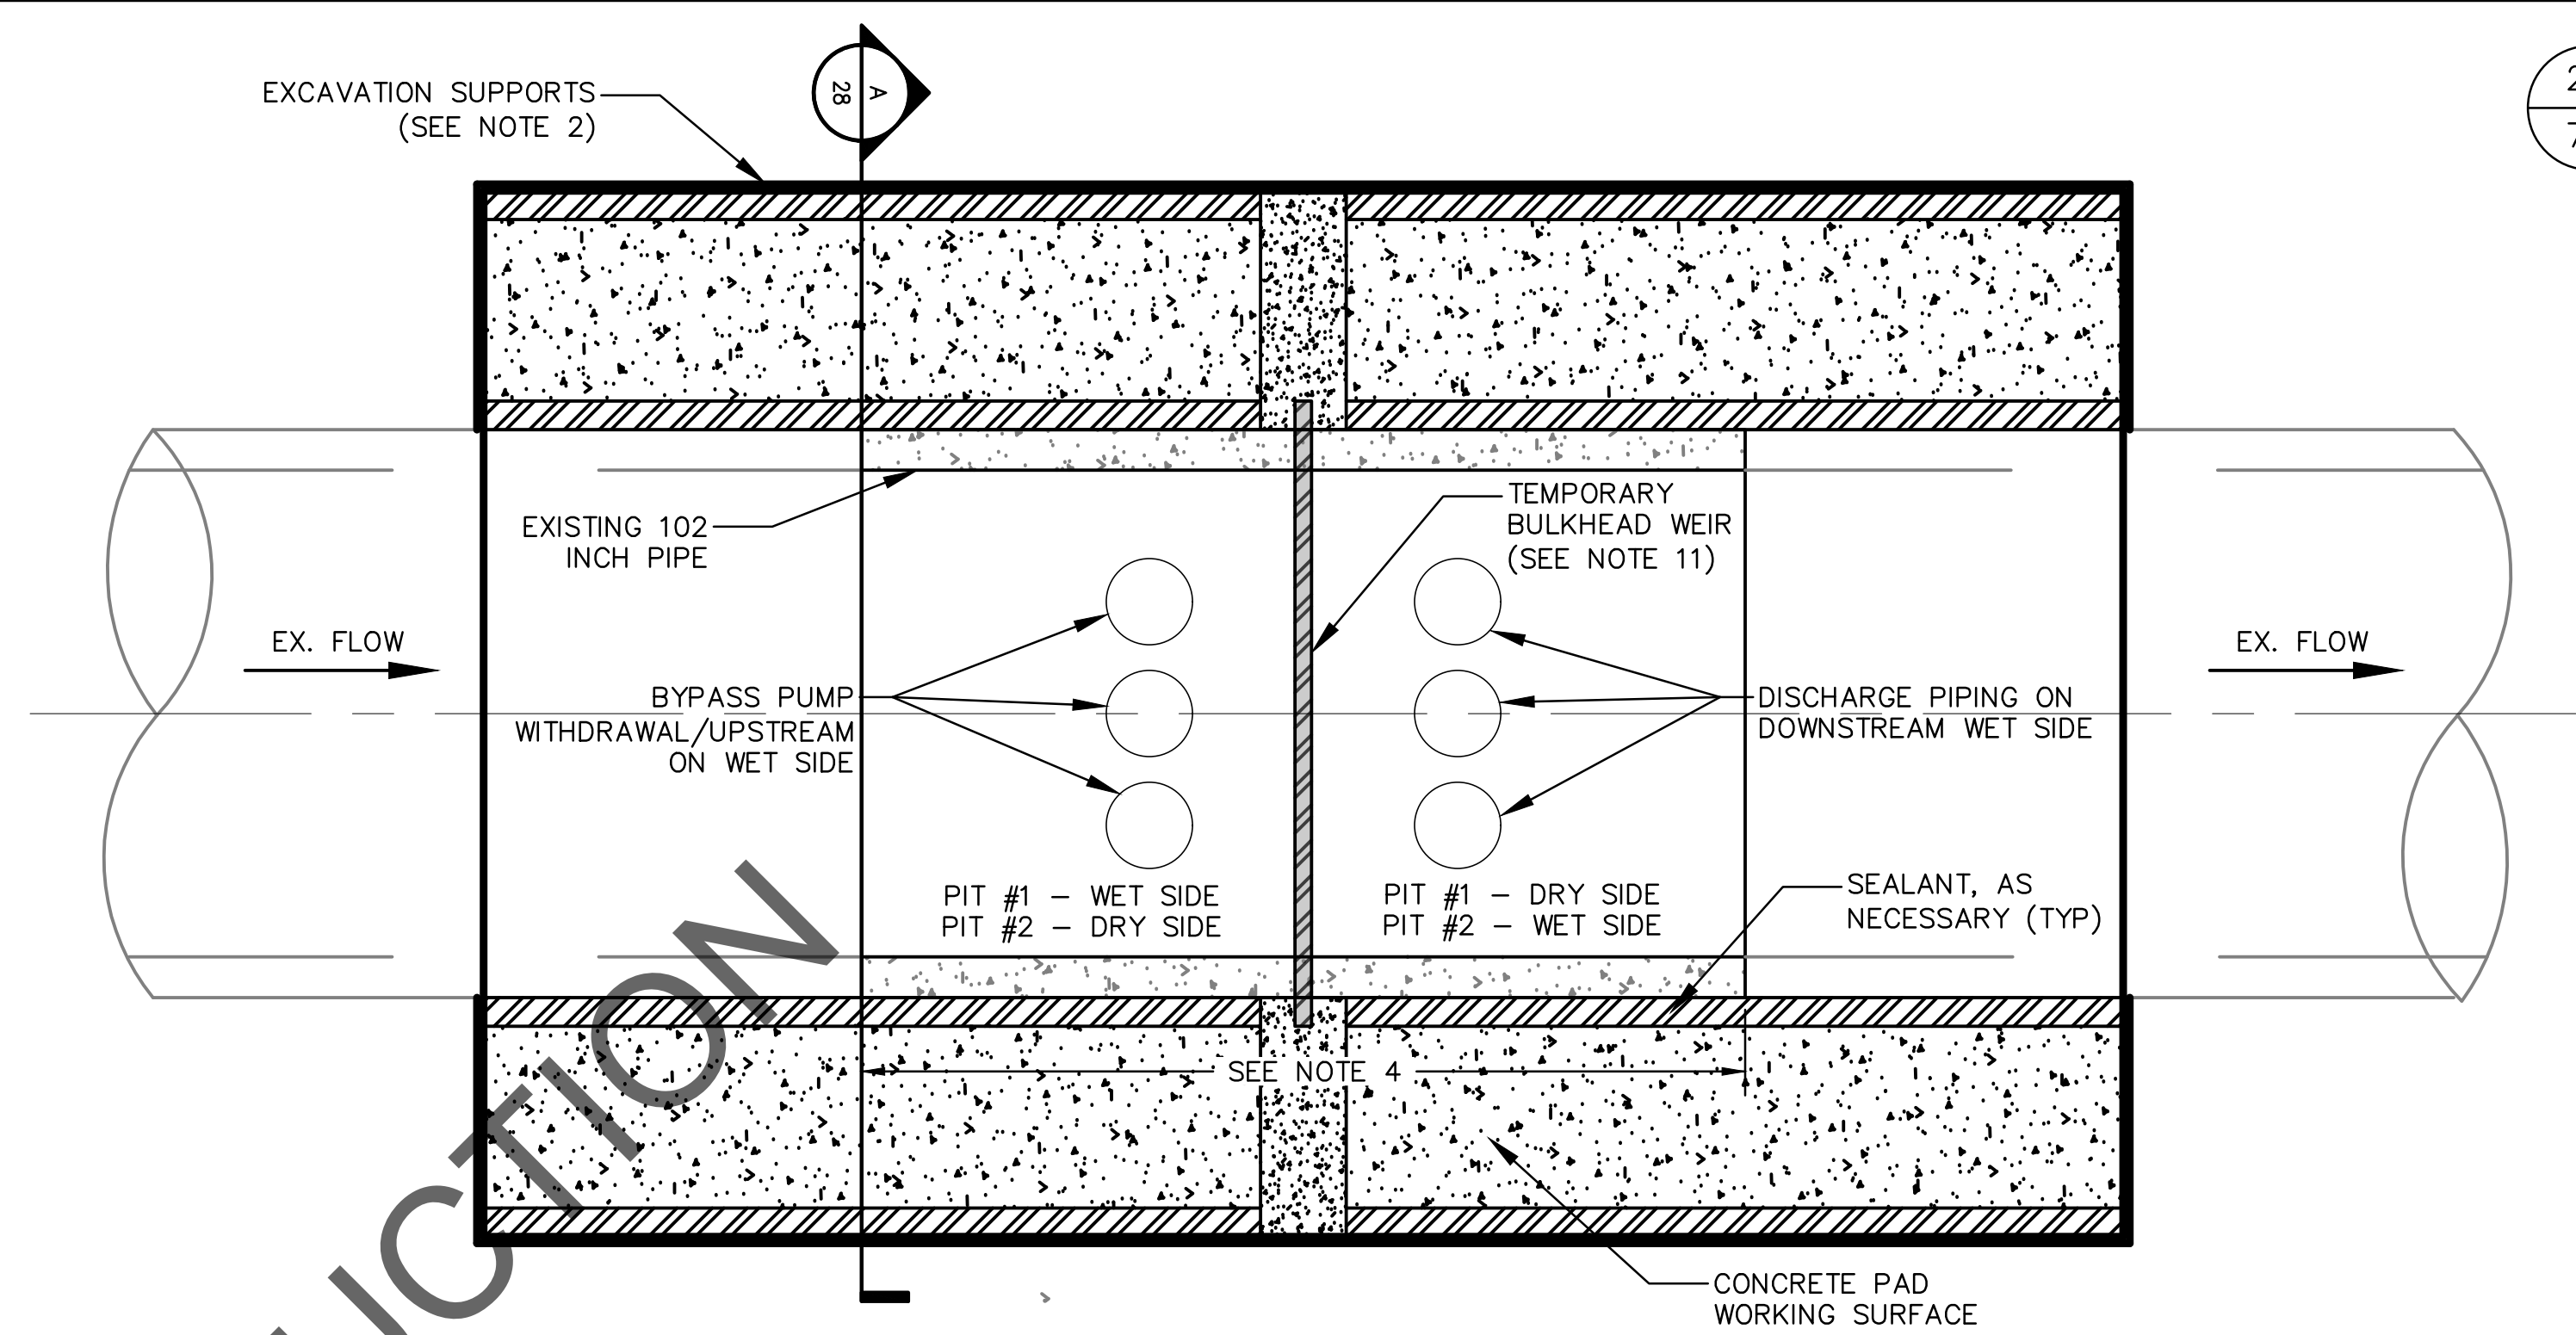 EXCAVATION SUPPORTS
(SEE NOTE 2)
A
28
2
EXISTING 102
INCH PIPE
TEMPORARY
BULKHEAD WEIR
(SEE NOTE 11)
EX. FLOW
EX. FLOW
BYPASS PUMP
WITHDRAWAL/UPSTREAM
ON WET SIDE
DISCHARGE PIPING ON
DOWNSTREAM WET SIDE
PIT #1 – WET SIDE
PIT #2 – DRY SIDE
PIT #1 – DRY SIDE
PIT #2 – WET SIDE
SEALANT, AS
NECESSARY (TYP)
SEE NOTE 4
CONCRETE PAD
WORKING SURFACE
UCTION